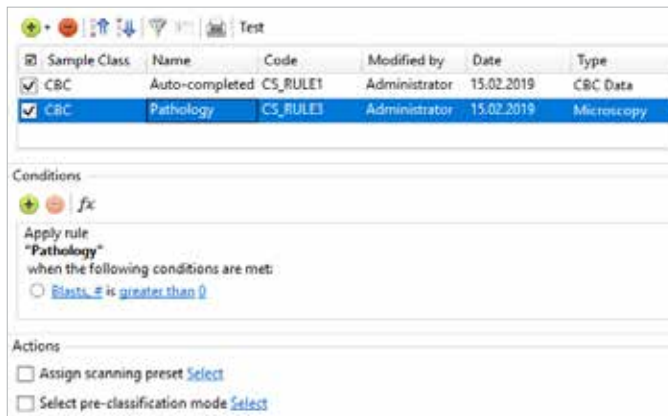 Test
Sample Class Name Code Modified by Date Type
CBC Auto-completed CS_RULE1 Administrator 15.02.2019 CBC Data
CBC Pathology CS_RULE3 Administrator 15.02.2019 Microscopy
Conditions
fx
Apply rule
"Pathology"
when the following conditions are met:
Blasts, # is greater than 0
Actions
Assign scanning preset Select
Select pre-classification mode Select